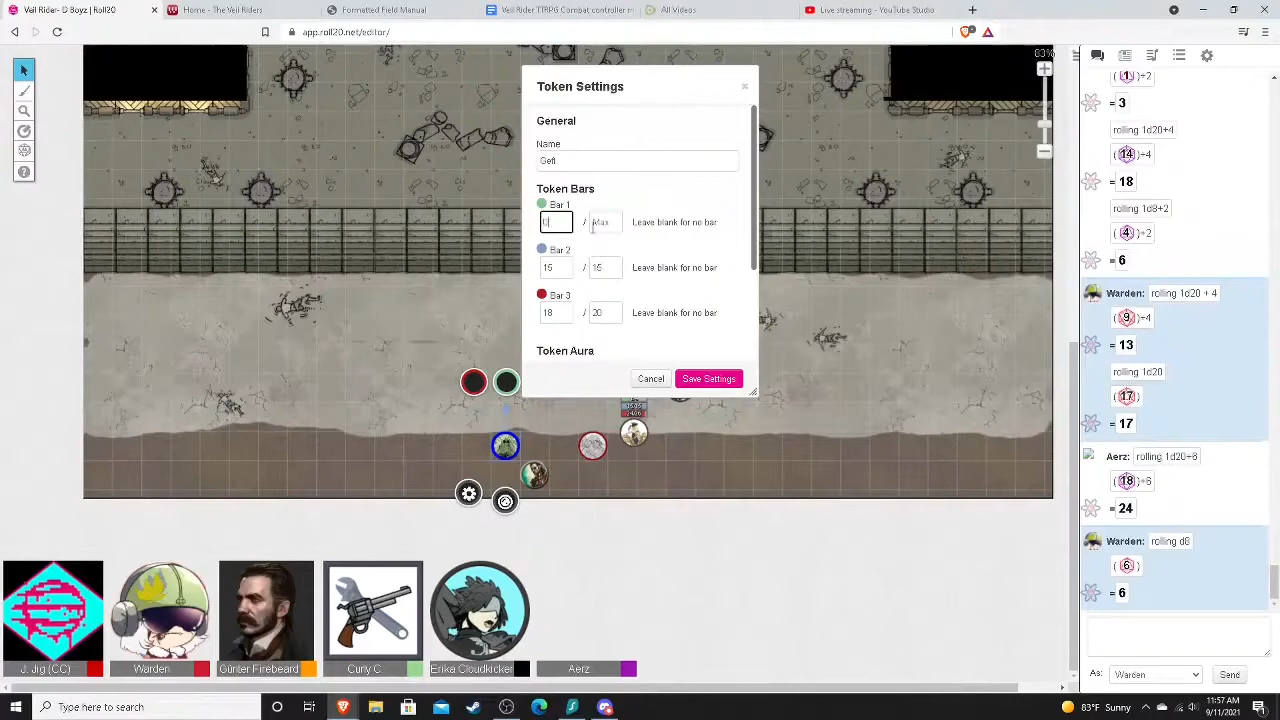 Veil Rider- D Boyz | Roll20
Home - The Veil Riders
Formatted Field Manual
Veil Rider TTRPG Combat controller m
All Videos
Live streaming - YouTube Studio
app.roll20.net/editor/
83%
Token Settings
General
Name
Token Bars
Bar 1
/ Max Leave blank for no bar
Bar 2
15 / 15 Leave blank for no bar
Bar 3
18 / 20 Leave blank for no bar
Token Aura
Cancel Save Settings
= 3
rolling 1d20+4
(14)+4
= 18
rolling 1d8+2
(4)+2
= 6
Warden: rolling 1d20 + 4
(9)+4
= 13
rolling 1d20
(17)
= 17
Aerz: rolling 1d20+8
= 24
Warden: rolling d8
(6)
= 6
As: Warden Send
J. Jig (CC)
Warden
Günter Firebeard
Curly C.
Erika Cloudkicker
Aerz
Type here to search
83°F Sunny
11:57 AM
9/11/2021